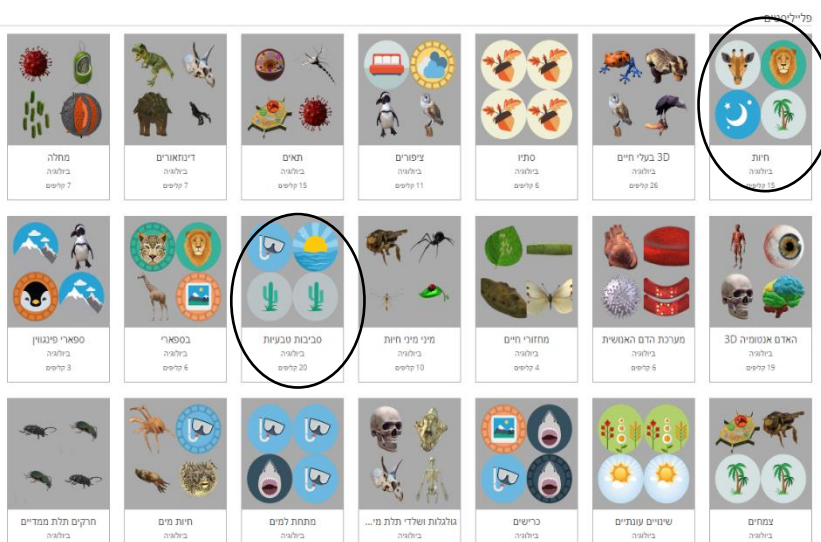 פלייליסטים
חיות
ביולוגיה
15 קליפים
3D בעלי חיים
ביולוגיה
26 קליפים
סתיו
ביולוגיה
6 קליפים
ציפורים
ביולוגיה
11 קליפים
תאים
ביולוגיה
15 קליפים
דינוזאורים
ביולוגיה
7 קליפים
מחלה
ביולוגיה
7 קליפים
האדם אנטומיה 3D
ביולוגיה
19 קליפים
מערכת הדם האנושית
ביולוגיה
6 קליפים
מחזורי חיים
ביולוגיה
4 קליפים
מיני מיני חיות
ביולוגיה
10 קליפים
סביבות טבעיות
ביולוגיה
20 קליפים
בספארי
ביולוגיה
6 קליפים
ספארי פינגווין
ביולוגיה
3 קליפים
צמחים
ביולוגיה
שינויים עונתיים
ביולוגיה
כרישים
ביולוגיה
גולגלות ושלדי תלת מי...
ביולוגיה
מתחת למים
ביולוגיה
חיות מים
ביולוגיה
חרקים תלת ממדיים
ביולוגיה